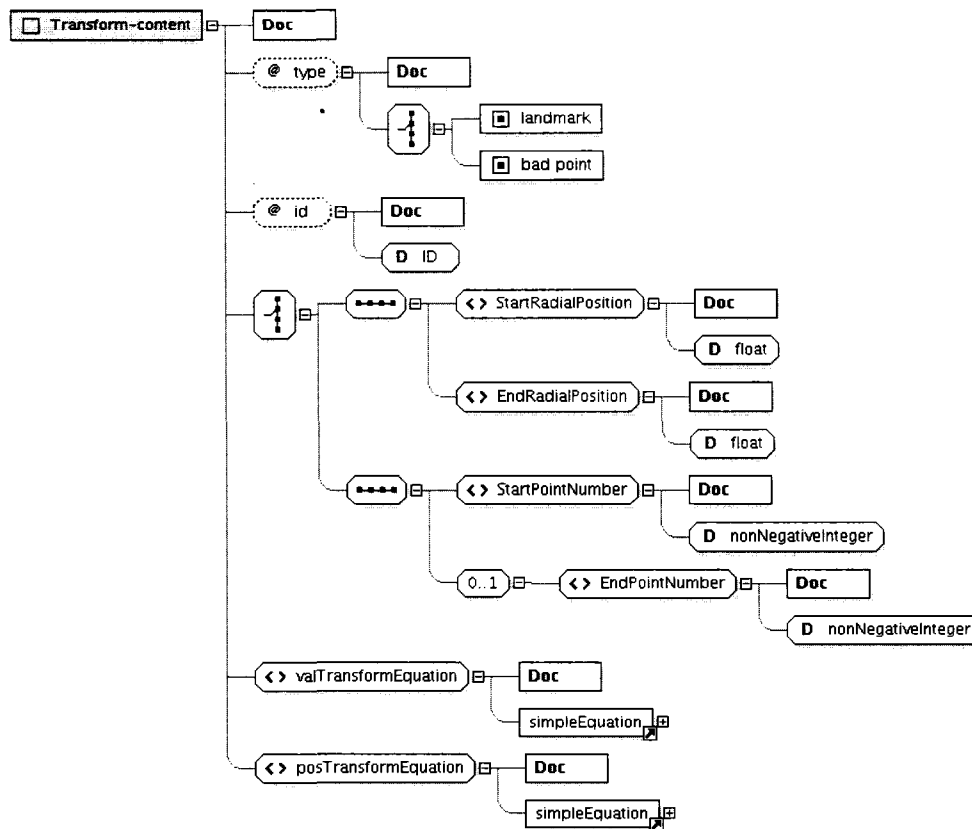 Transform-content Doc
@ type Doc
landmark
bad point
@ id Doc
D ID
<> StartRadialPosition Doc
D float
<> EndRadialPosition Doc
D float
<> StartPointNumber Doc
D nonNegativeInteger
0..1 <> EndPointNumber Doc
D nonNegativeInteger
<> valTransformEquation Doc
simpleEquation
<> posTransformEquation Doc
simpleEquation